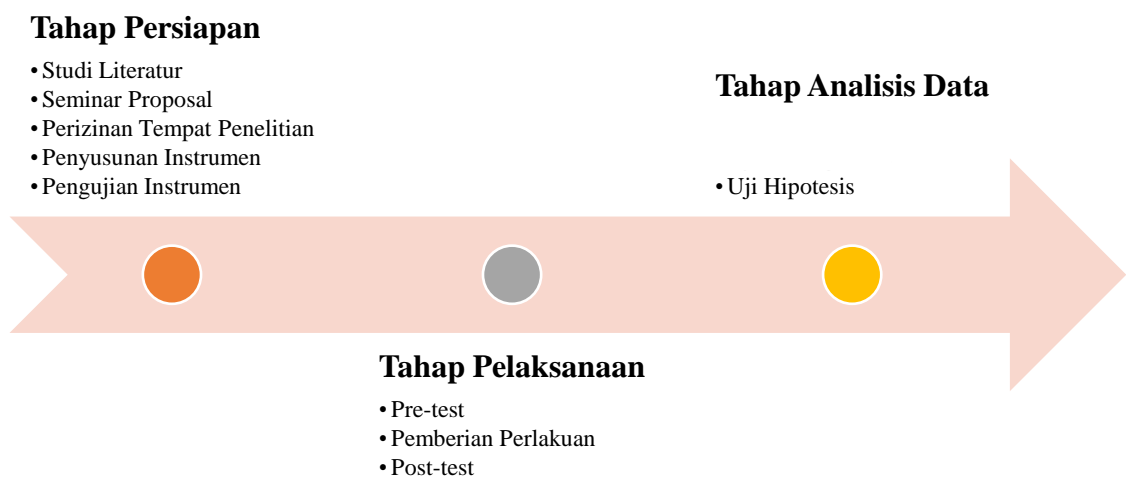 Tahap Persiapan
• Studi Literatur
• Seminar Proposal
• Perizinan Tempat Penelitian
• Penyusunan Instrumen
• Pengujian Instrumen
Tahap Pelaksanaan
• Pre-test
• Pemberian Perlakuan
• Post-test
Tahap Analisis Data
• Uji Hipotesis